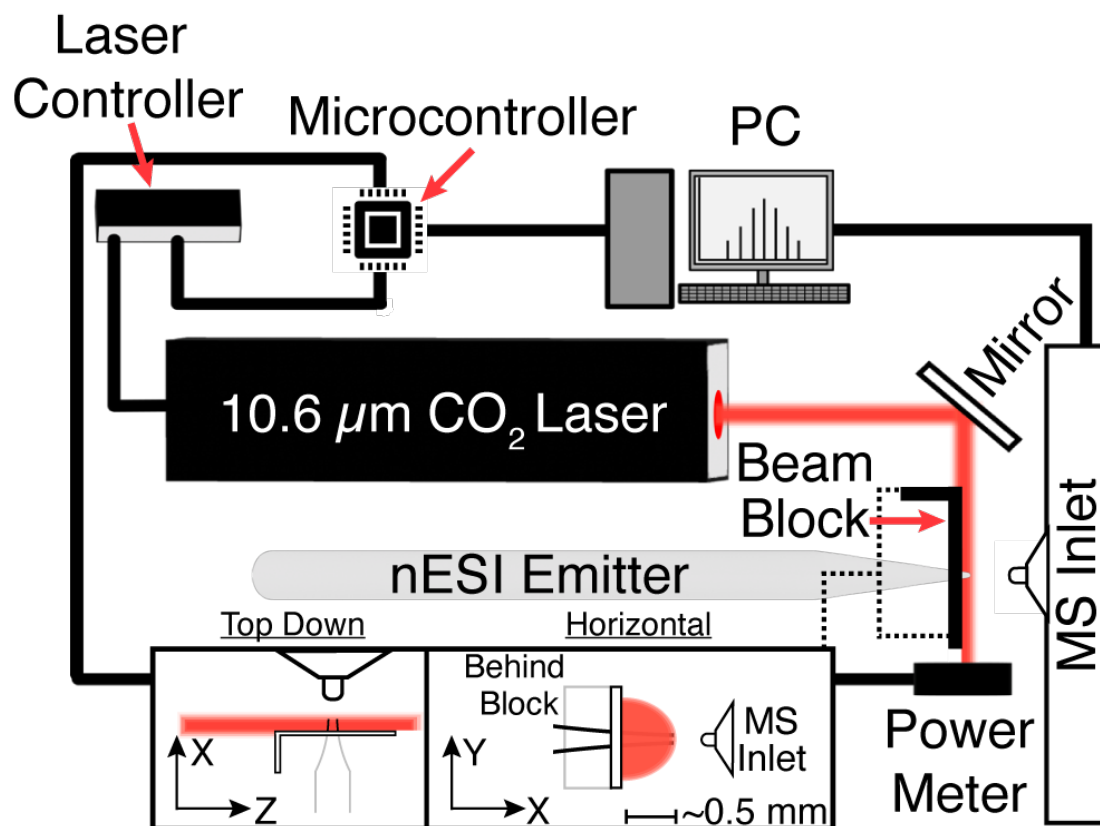 Laser
Controller
Microcontroller
PC
Mirror
10.6 µm CO₂ Laser
Beam
Block
MS Inlet
nESI Emitter
Top Down
Horizontal
Behind
Block
MS
Inlet
X
Z
Y
X
~0.5 mm
Power
Meter